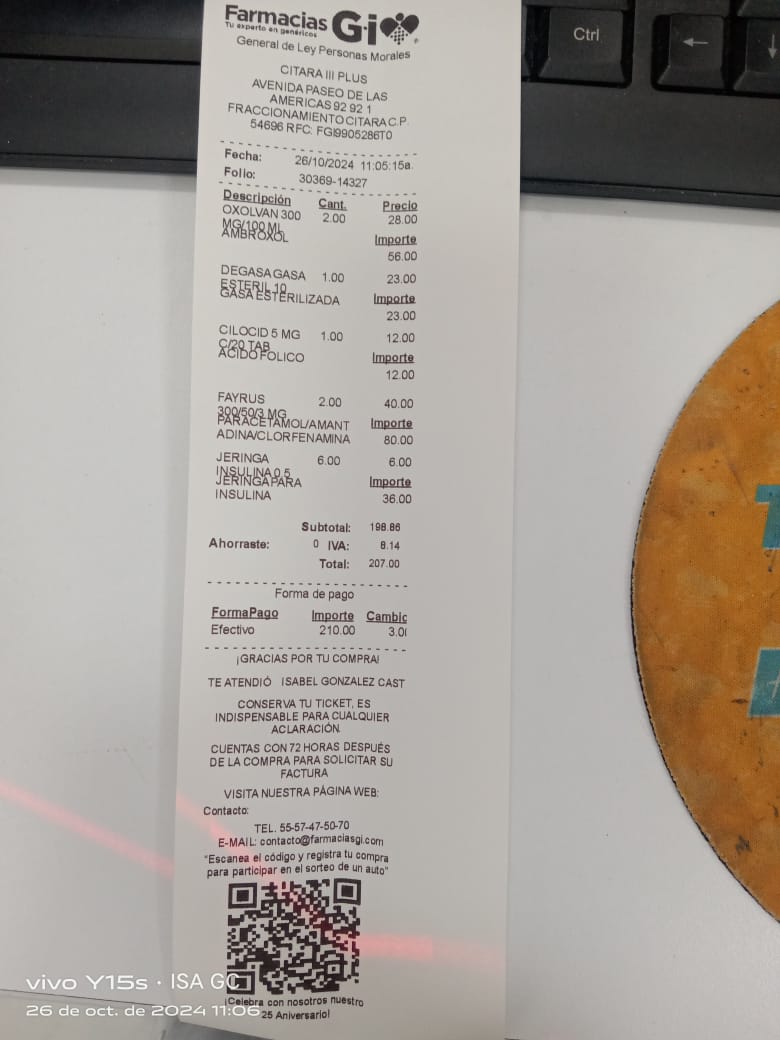 Ctrl
Farmacias Gi
Tu experto en genéricos
General de Ley Personas Morales
CITARA III PLUS
AVENIDA PASEO DE LAS
AMERICAS 92 92 1
FRACCIONAMIENTO CITARA C.P.
54696 RFC: FGI9905286T0
Fecha: 26/10/2024 11:05:15a.
Folio: 30369-14327
Descripción Cant. Precio
OXOLVAN 300 2.00 28.00
MG/100 ML
AMBROXOL Importe
56.00
DEGASA GASA 1.00 23.00
ESTERIL 10
GASA ESTERILIZADA Importe
23.00
CILOCID 5 MG 1.00 12.00
C/20 TAB
ACIDO FOLICO Importe
12.00
FAYRUS 2.00 40.00
300/50/3 MG
PARACETAMOL/AMANT Importe
ADINA/CLORFENAMINA 80.00
JERINGA 6.00 6.00
INSULINA 0.5
JERINGA PARA Importe
INSULINA 36.00
Subtotal: 198.86
Ahorraste: 0 IVA: 8.14
Total: 207.00
Forma de pago
FormaPago Importe Cambio
Efectivo 210.00 3.00
¡GRACIAS POR TU COMPRA!
TE ATENDIÓ ISABEL GONZALEZ CAST
CONSERVA TU TICKET, ES
INDISPENSABLE PARA CUALQUIER
ACLARACIÓN.
CUENTAS CON 72 HORAS DESPUÉS
DE LA COMPRA PARA SOLICITAR SU
FACTURA
VISITA NUESTRA PÁGINA WEB:
Contacto:
TEL. 55-57-47-50-70
E-MAIL: contacto@farmaciasgi.com
"Escanea el código y registra tu compra
para participar en el sorteo de un auto"
¡Celebra con nosotros nuestro
25 Aniversario!
vivo Y15s · ISA GC
26 de oct. de 2024 11:06